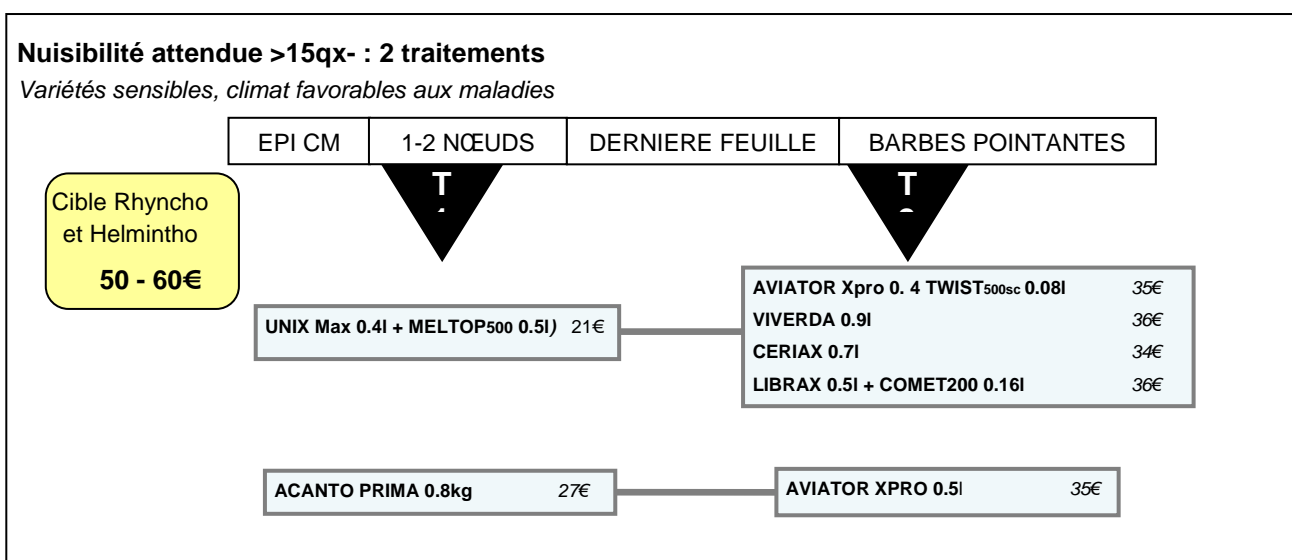 Nuisibilité attendue >15qx- : 2 traitements
Variétés sensibles, climat favorables aux maladies
EPI CM 1-2 NŒUDS DERNIERE FEUILLE BARBES POINTANTES
T T
Cible Rhyncho
et Helmintho
50 - 60€
UNIX Max 0.4l + MELTOP500 0.5l) 21€
AVIATOR Xpro 0. 4 TWIST500sc 0.08l 35€
VIVERDA 0.9l 36€
CERIAX 0.7l 34€
LIBRAX 0.5l + COMET200 0.16l 36€
ACANTO PRIMA 0.8kg 27€
AVIATOR XPRO 0.5l 35€